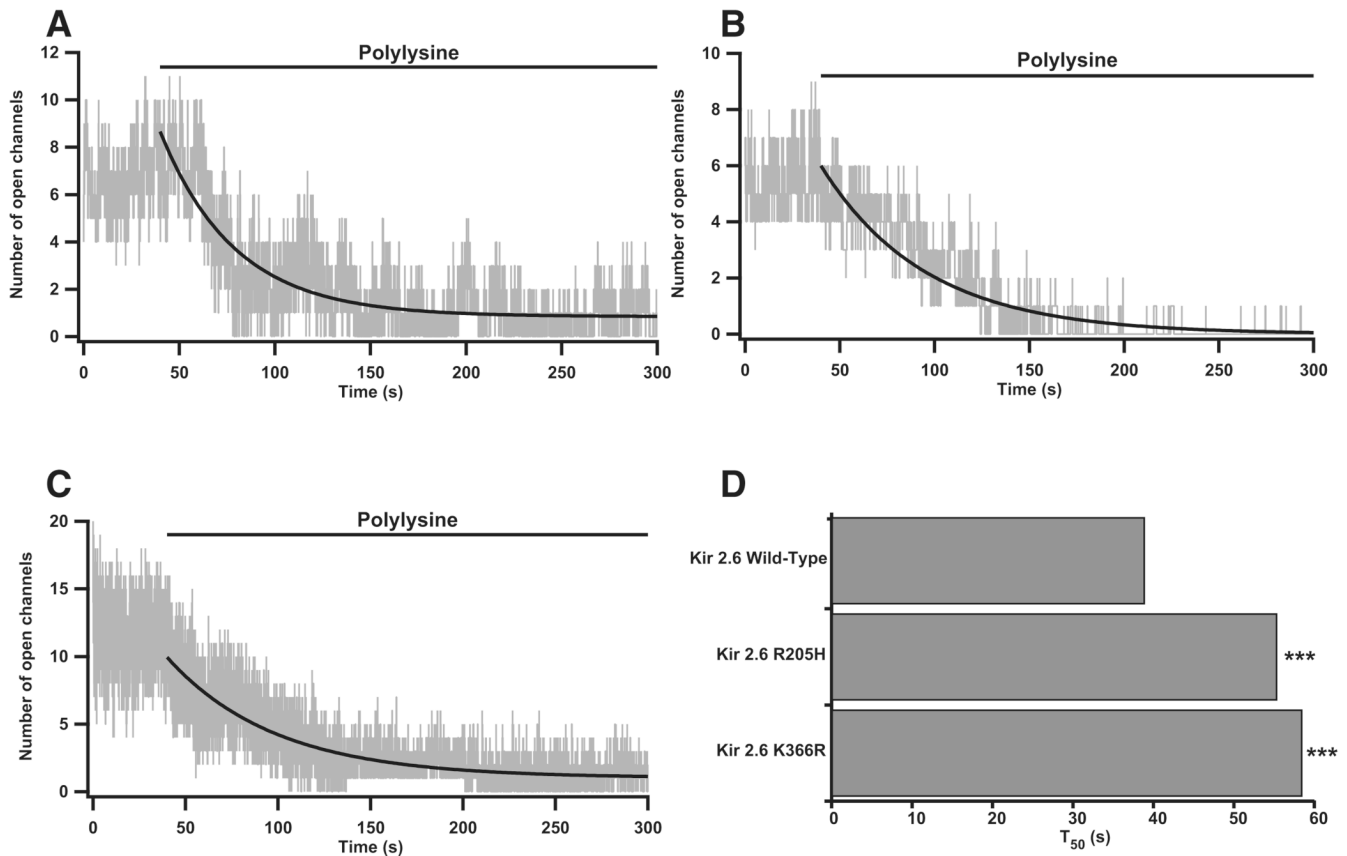 A
Polylysine
12
10
8
6
4
2
0
Number of open channels
0 50 100 150 200 250 300
Time (s)
B
Polylysine
10
8
6
4
2
0
Number of open channels
0 50 100 150 200 250 300
Time (s)
C
Polylysine
20
15
10
5
0
Number of open channels
0 50 100 150 200 250 300
Time (s)
D
Kir 2.6 Wild-Type
Kir 2.6 R205H ***
Kir 2.6 K366R ***
0 10 20 30 40 50 60
T50 (s)